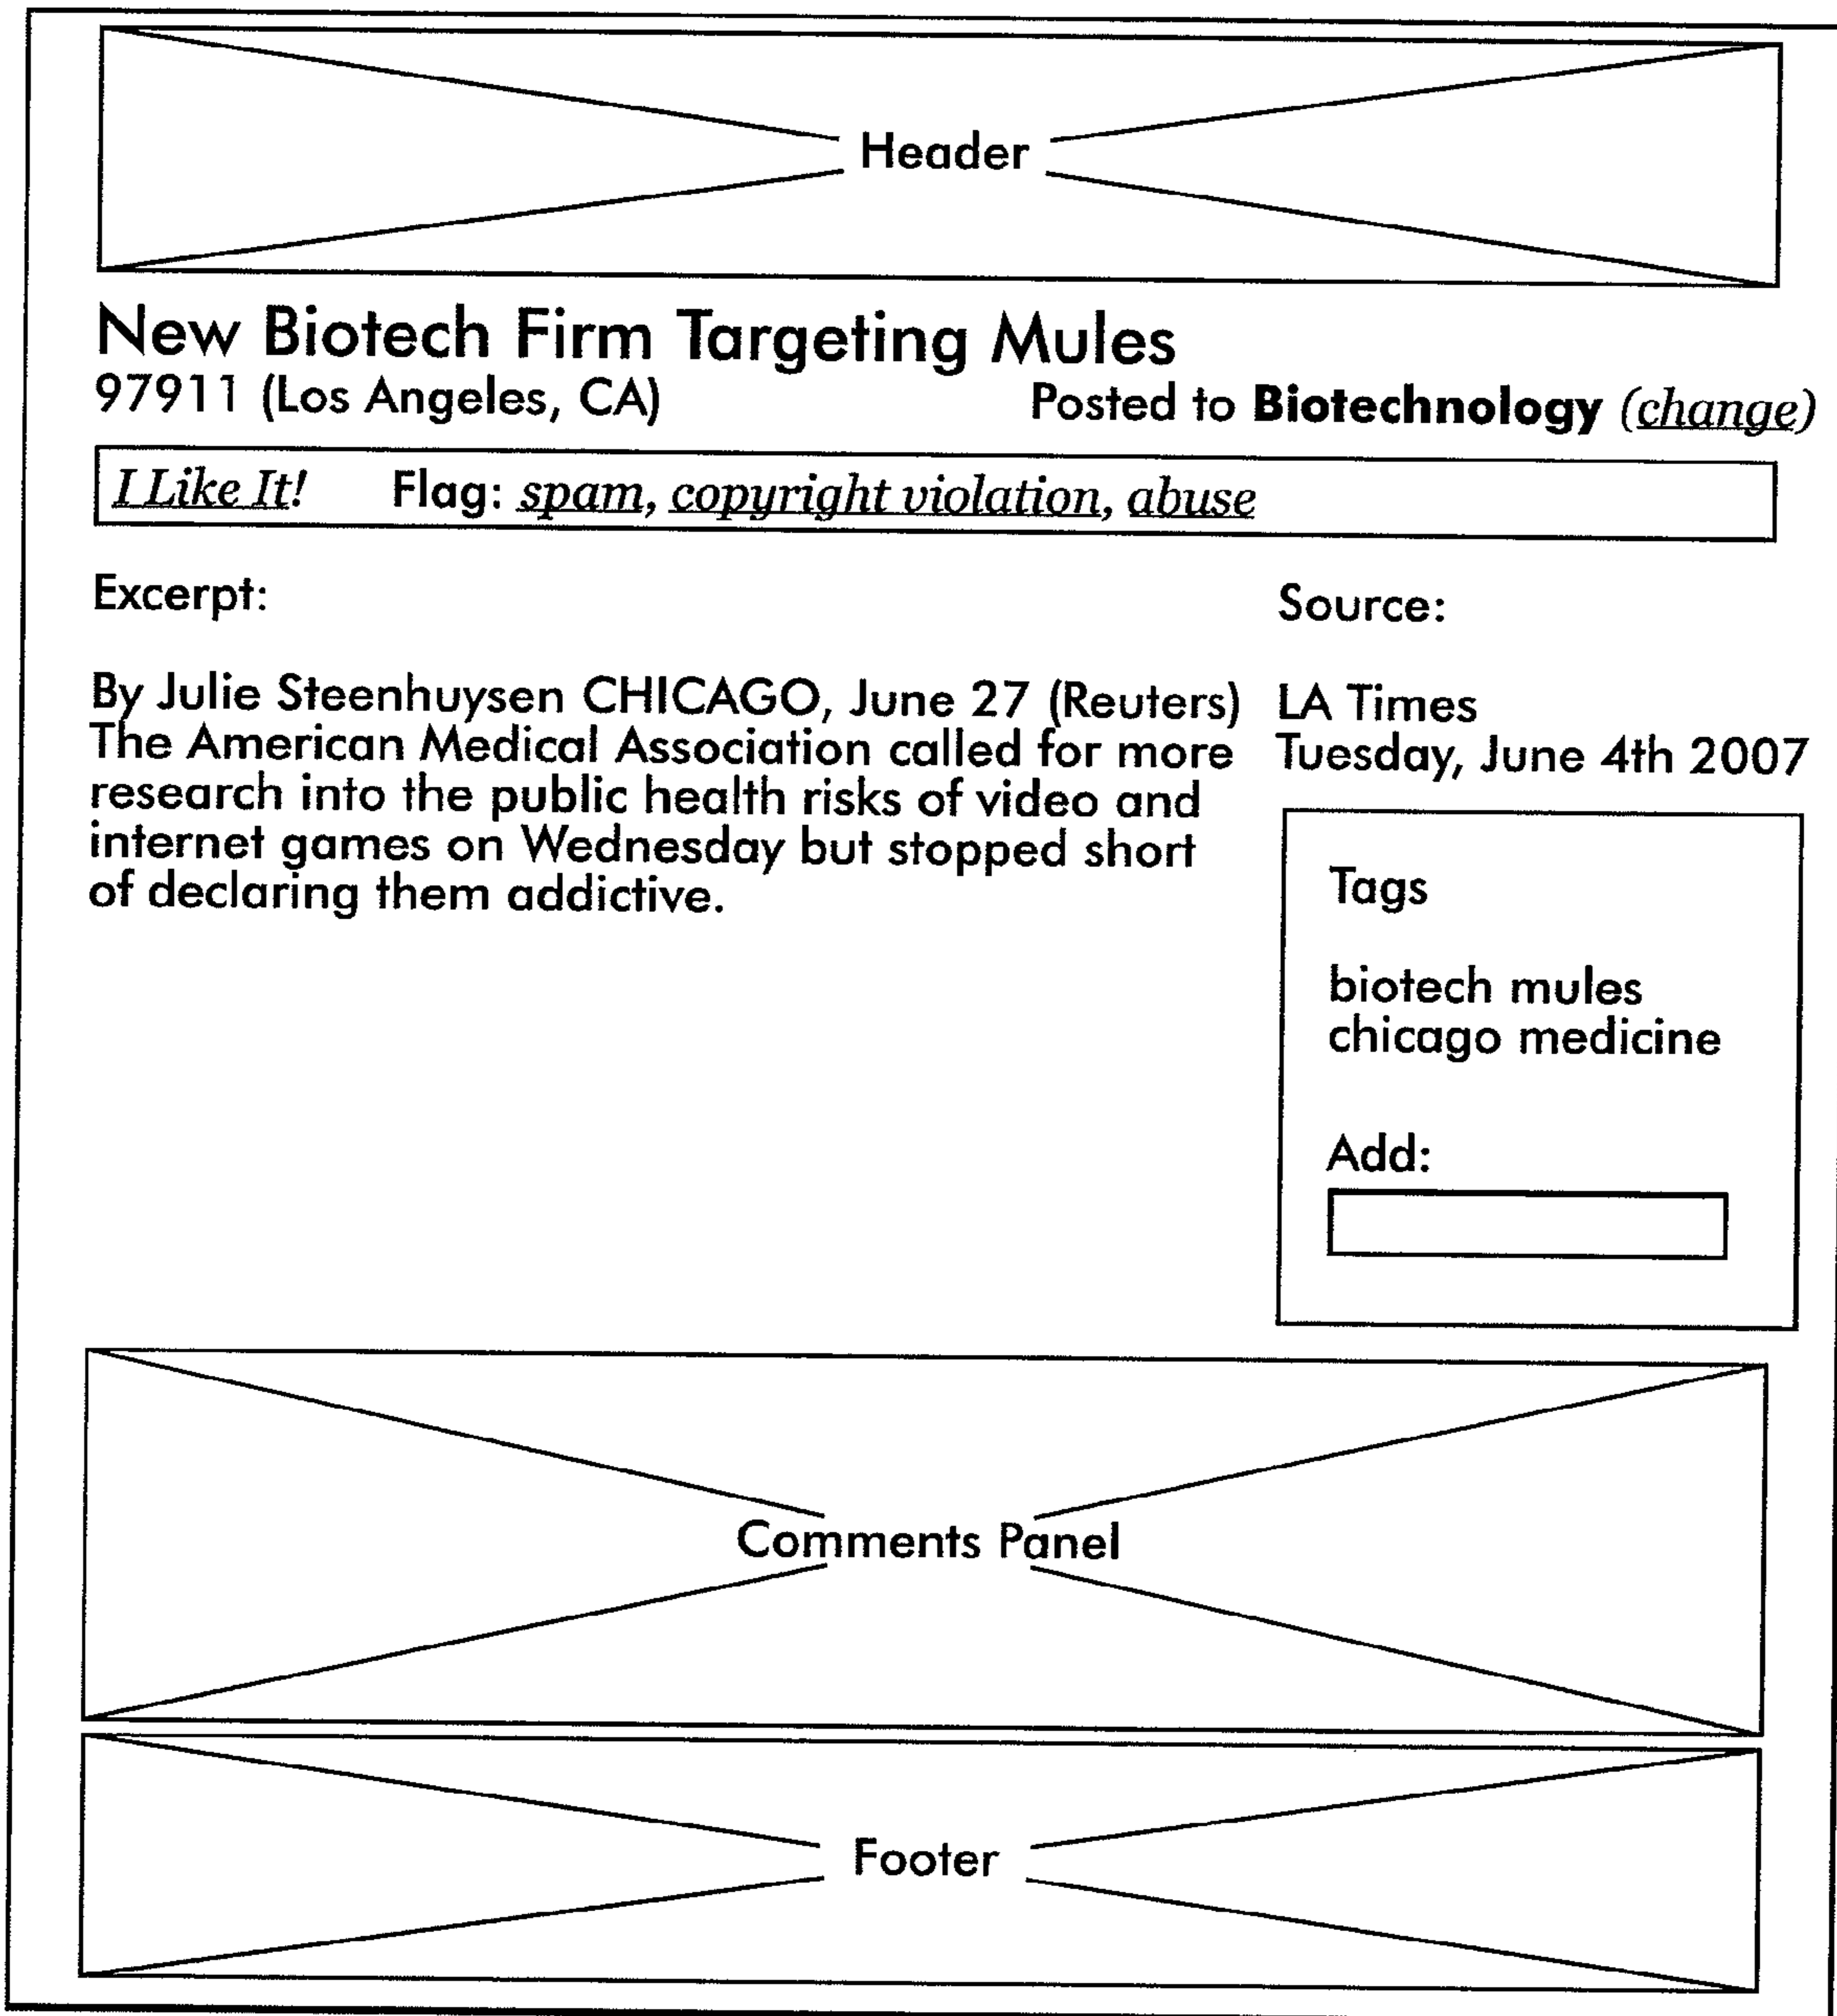 Header
New Biotech Firm Targeting Mules
97911 (Los Angeles, CA)
Posted to Biotechnology (change)
I Like It! Flag: spam, copyright violation, abuse
Excerpt:
By Julie Steenhuysen CHICAGO, June 27 (Reuters)
The American Medical Association called for more
research into the public health risks of video and
internet games on Wednesday but stopped short
of declaring them addictive.
Source:
LA Times
Tuesday, June 4th 2007
Tags
biotech mules
chicago medicine
Add:
Comments Panel
Footer